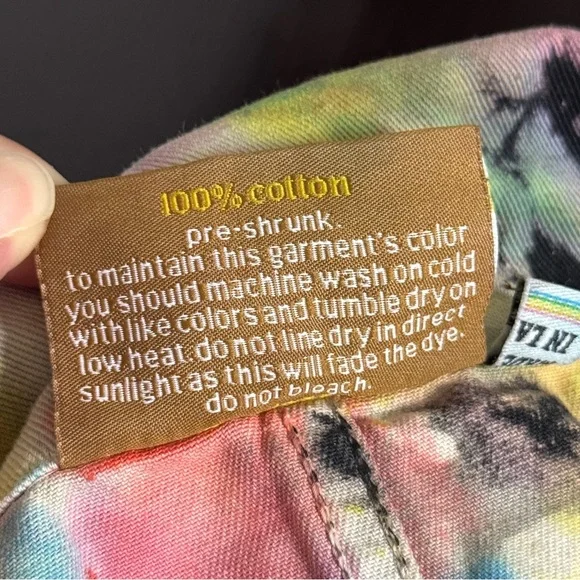 100% cotton
pre-shrunk.
to maintain this garment's color
you should machine wash on cold
with like colors and tumble dry on
low heat. do not line dry in direct
sunlight as this will fade the dye.
do not bleach.
IN LA